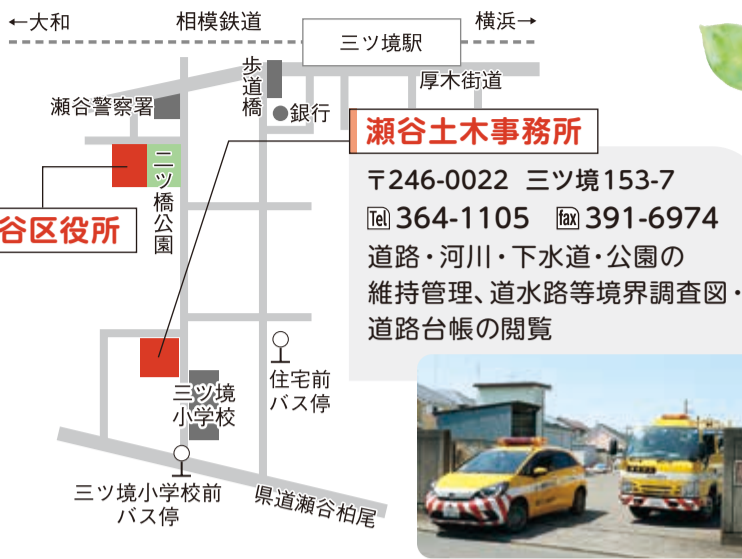 ←大和
相模鉄道
横浜→
三ツ境駅
歩道橋
厚木街道
瀬谷警察署
●銀行
瀬谷土木事務所
二ツ橋公園
谷区役所
〒246-0022 三ツ境153-7
Tel 364-1105 fax 391-6974
道路・河川・下水道・公園の
維持管理、道水路等境界調査図・
道路台帳の閲覧
住宅前
バス停
三ツ境
小学校
三ツ境小学校前
バス停
県道瀬谷柏尾